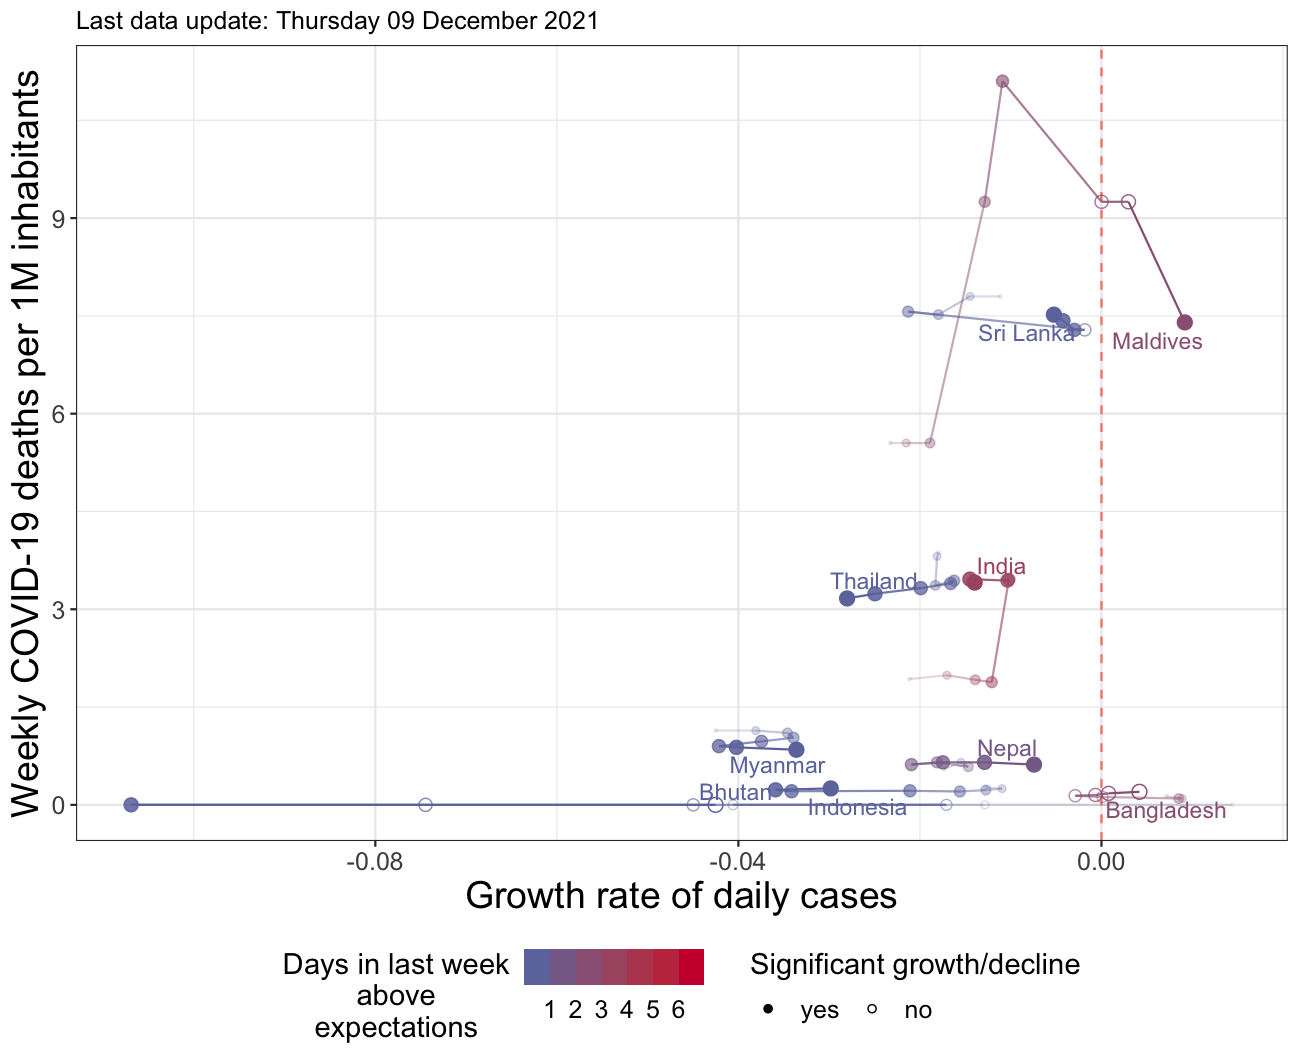 Last data update: Thursday 09 December 2021
Weekly COVID-19 deaths per 1M inhabitants
9
6
3
0
Sri Lanka
Maldives
Thailand
India
Nepal
Myanmar
Bhutan
Indonesia
Bangladesh
-0.08
-0.04
0.00
Growth rate of daily cases
Days in last week
above
expectations
1 2 3 4 5 6
Significant growth/decline
yes
no